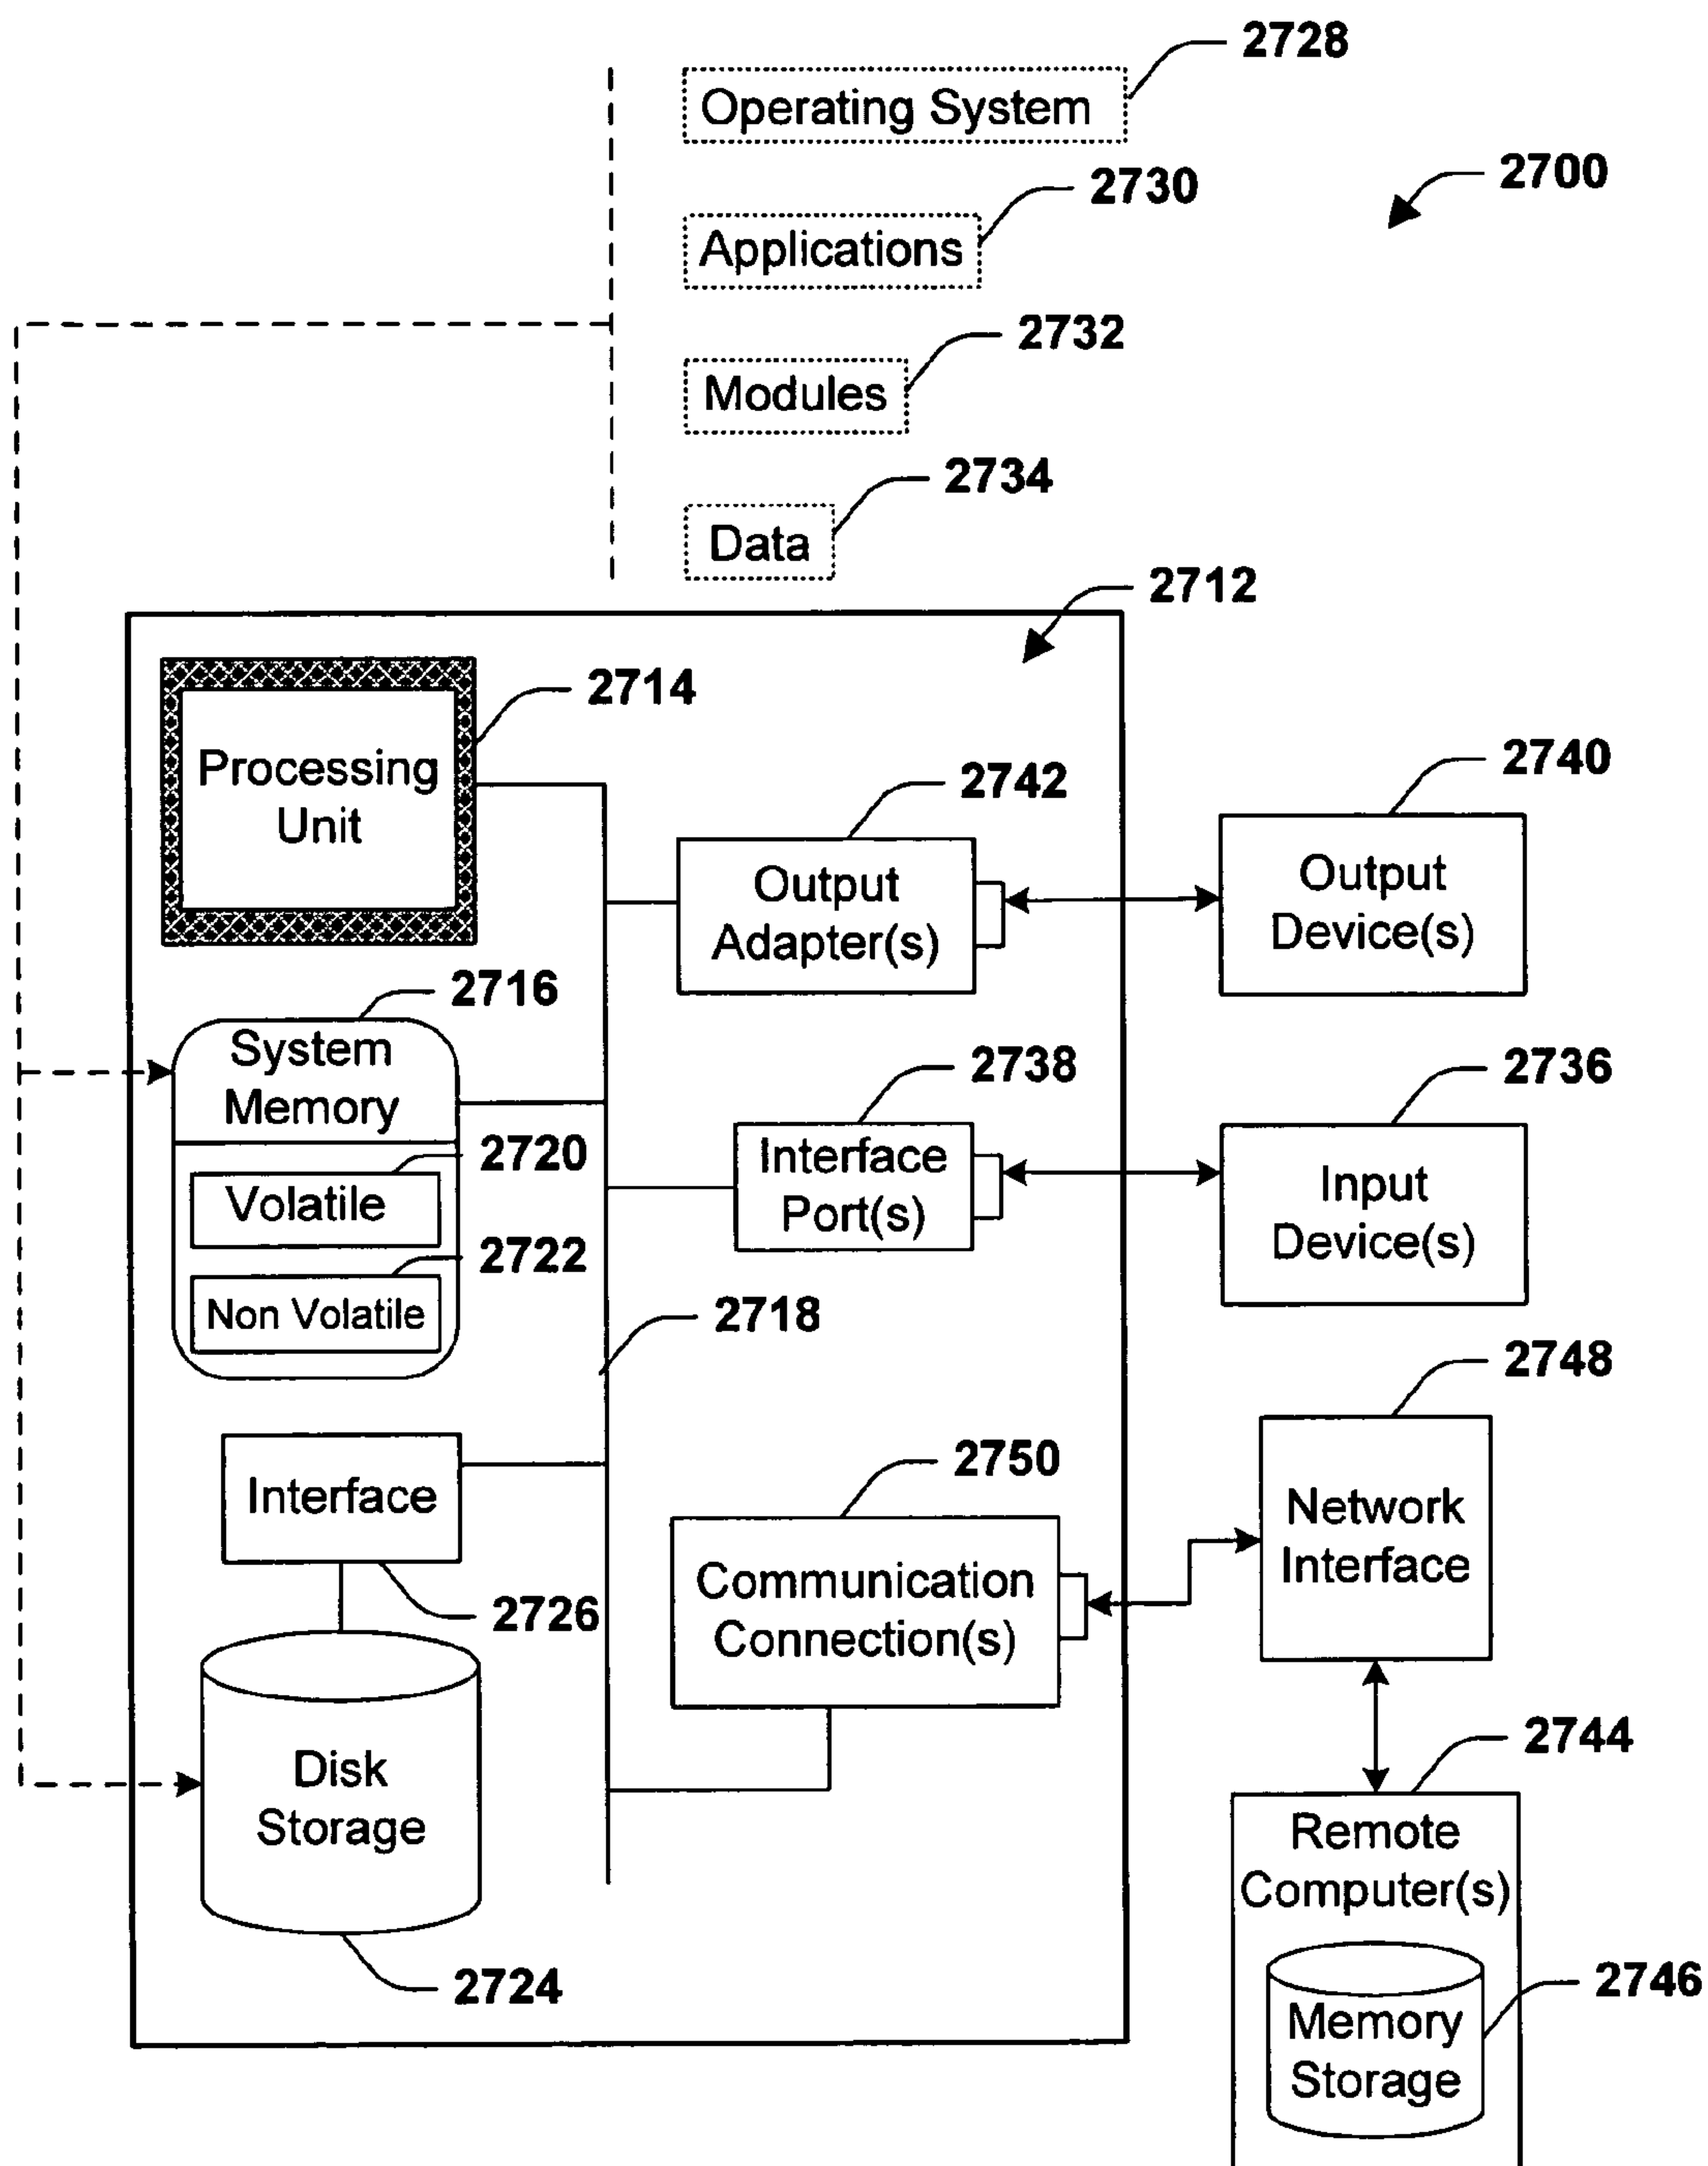 2728
Operating System
2700
2730
Applications
2732
Modules
2734
Data
2712
2714
Processing
Unit
2742
Output
Adapter(s)
2740
Output
Device(s)
2716
System
Memory
2720
Volatile
2722
Non Volatile
2738
Interface
Port(s)
2736
Input
Device(s)
2718
2748
Network
Interface
2750
Communication
Connection(s)
Interface
2726
Disk
Storage
2724
2744
Remote
Computer(s)
2746
Memory
Storage